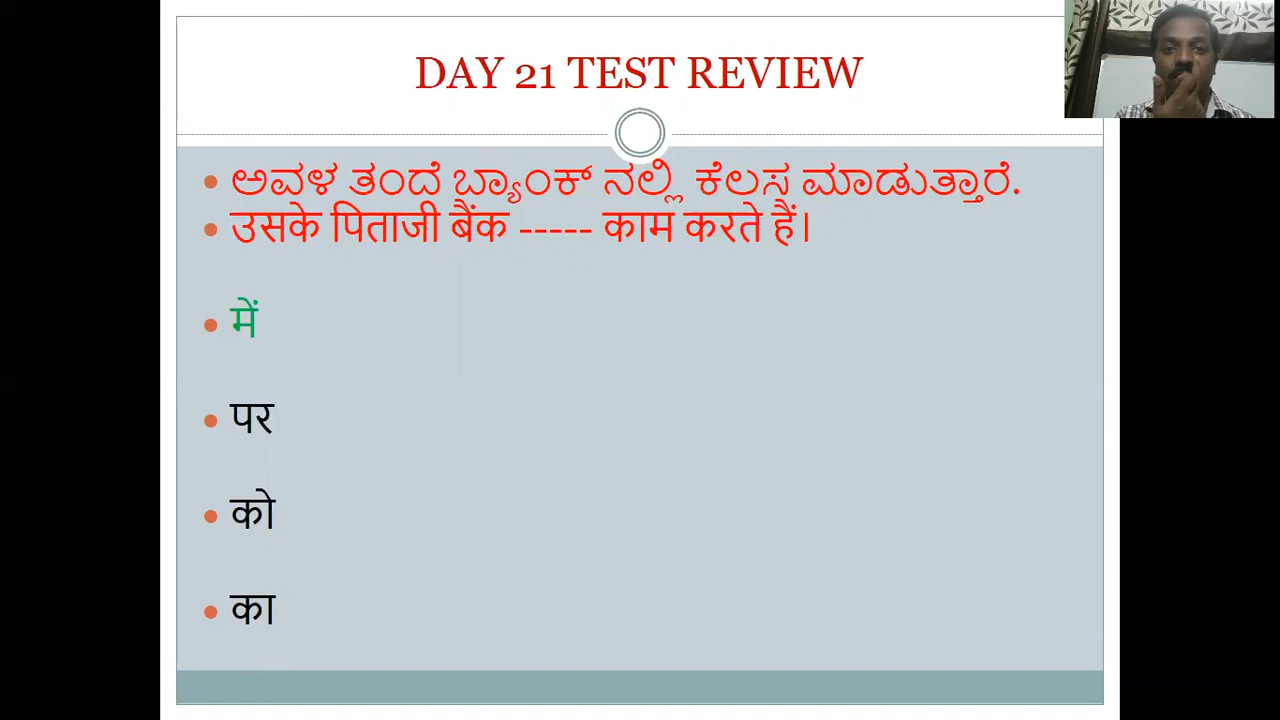 DAY 21 TEST REVIEW
ಅವಳ ತಂದೆ ಬ್ಯಾಂಕ್ ನಲ್ಲಿ ಕೆಲಸ ಮಾಡುತ್ತಾರೆ.
उसके पिताजी बैंक ----- काम करते हैं।
में
पर
को
का